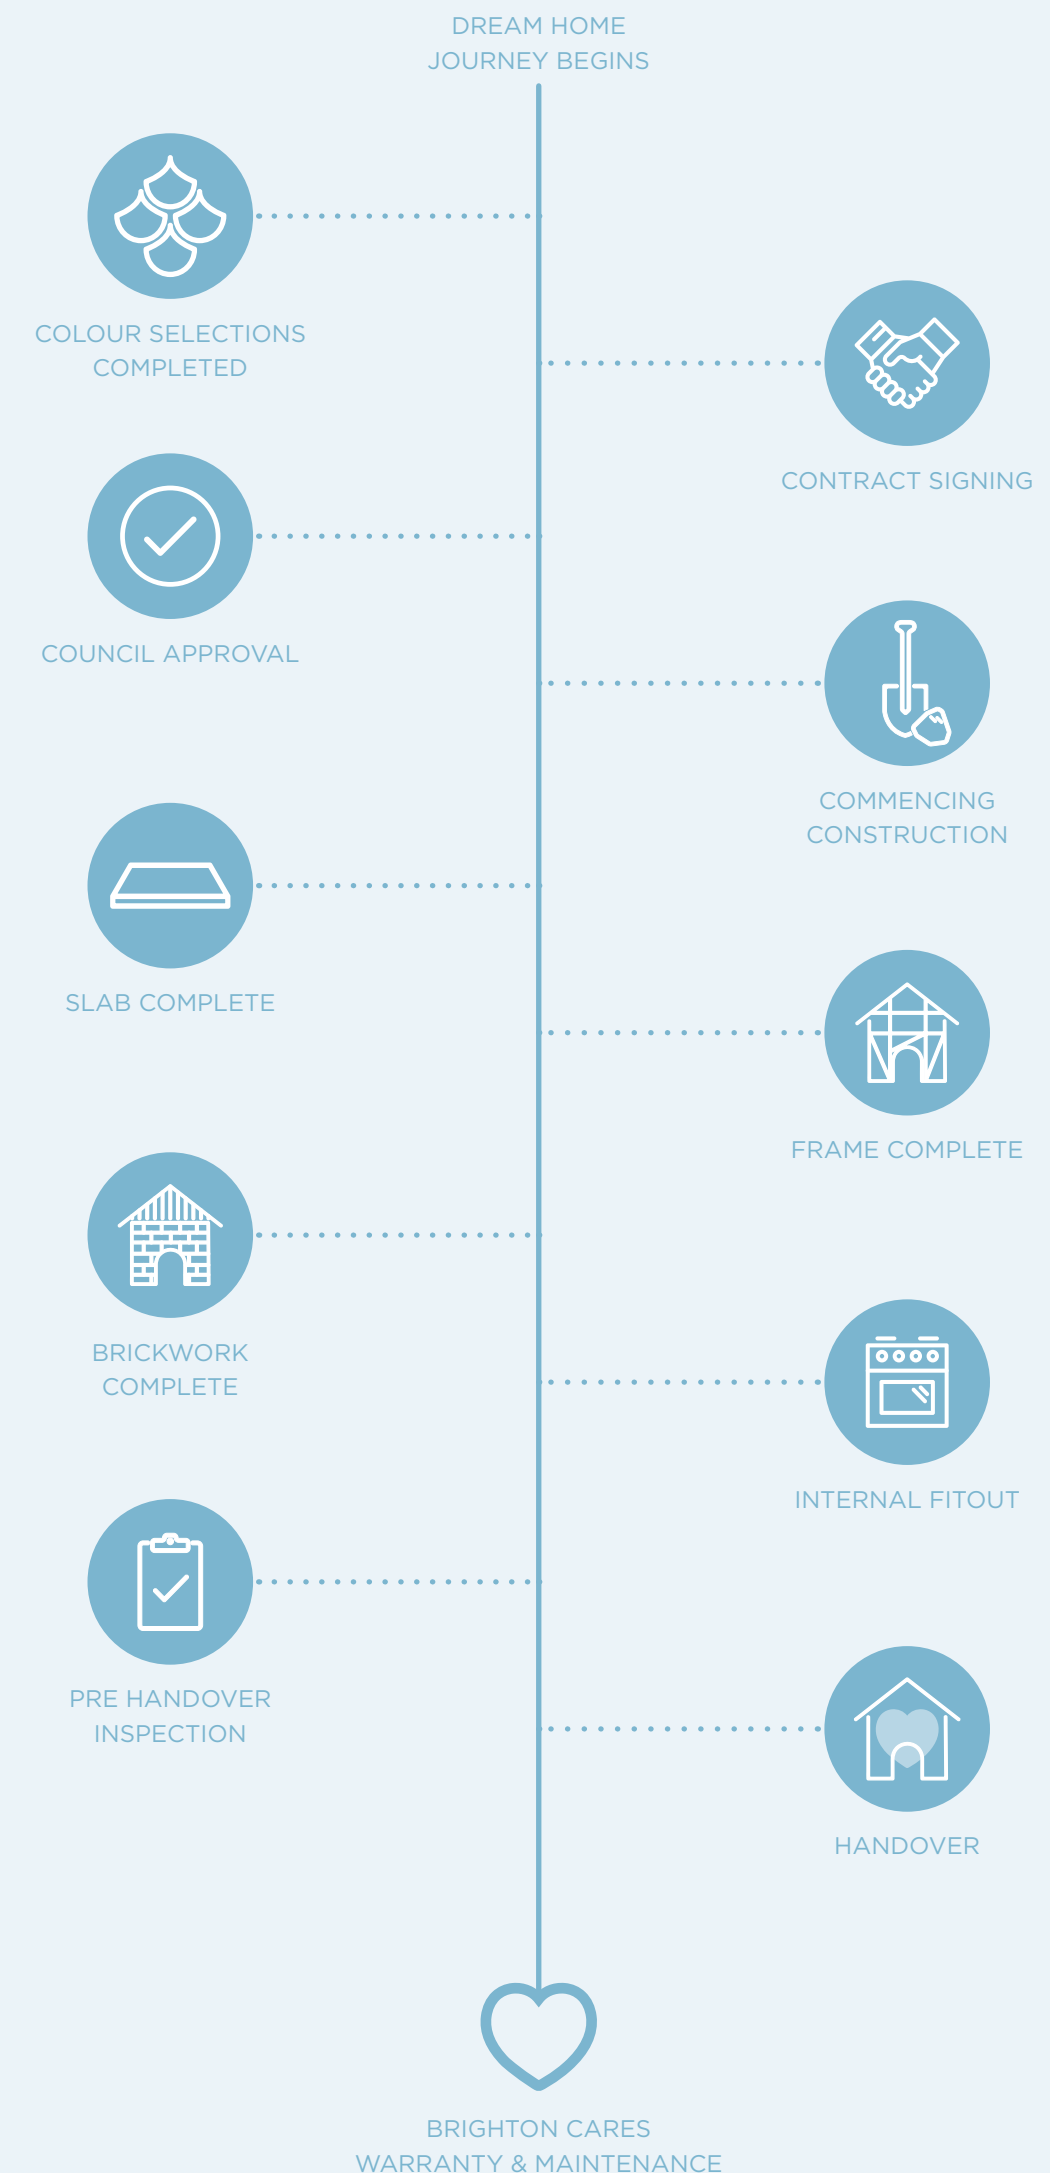 DREAM HOME
JOURNEY BEGINS
COLOUR SELECTIONS
COMPLETED
CONTRACT SIGNING
COUNCIL APPROVAL
COMMENCING
CONSTRUCTION
SLAB COMPLETE
FRAME COMPLETE
BRICKWORK
COMPLETE
INTERNAL FITOUT
PRE HANDOVER
INSPECTION
HANDOVER
BRIGHTON CARES
WARRANTY & MAINTENANCE